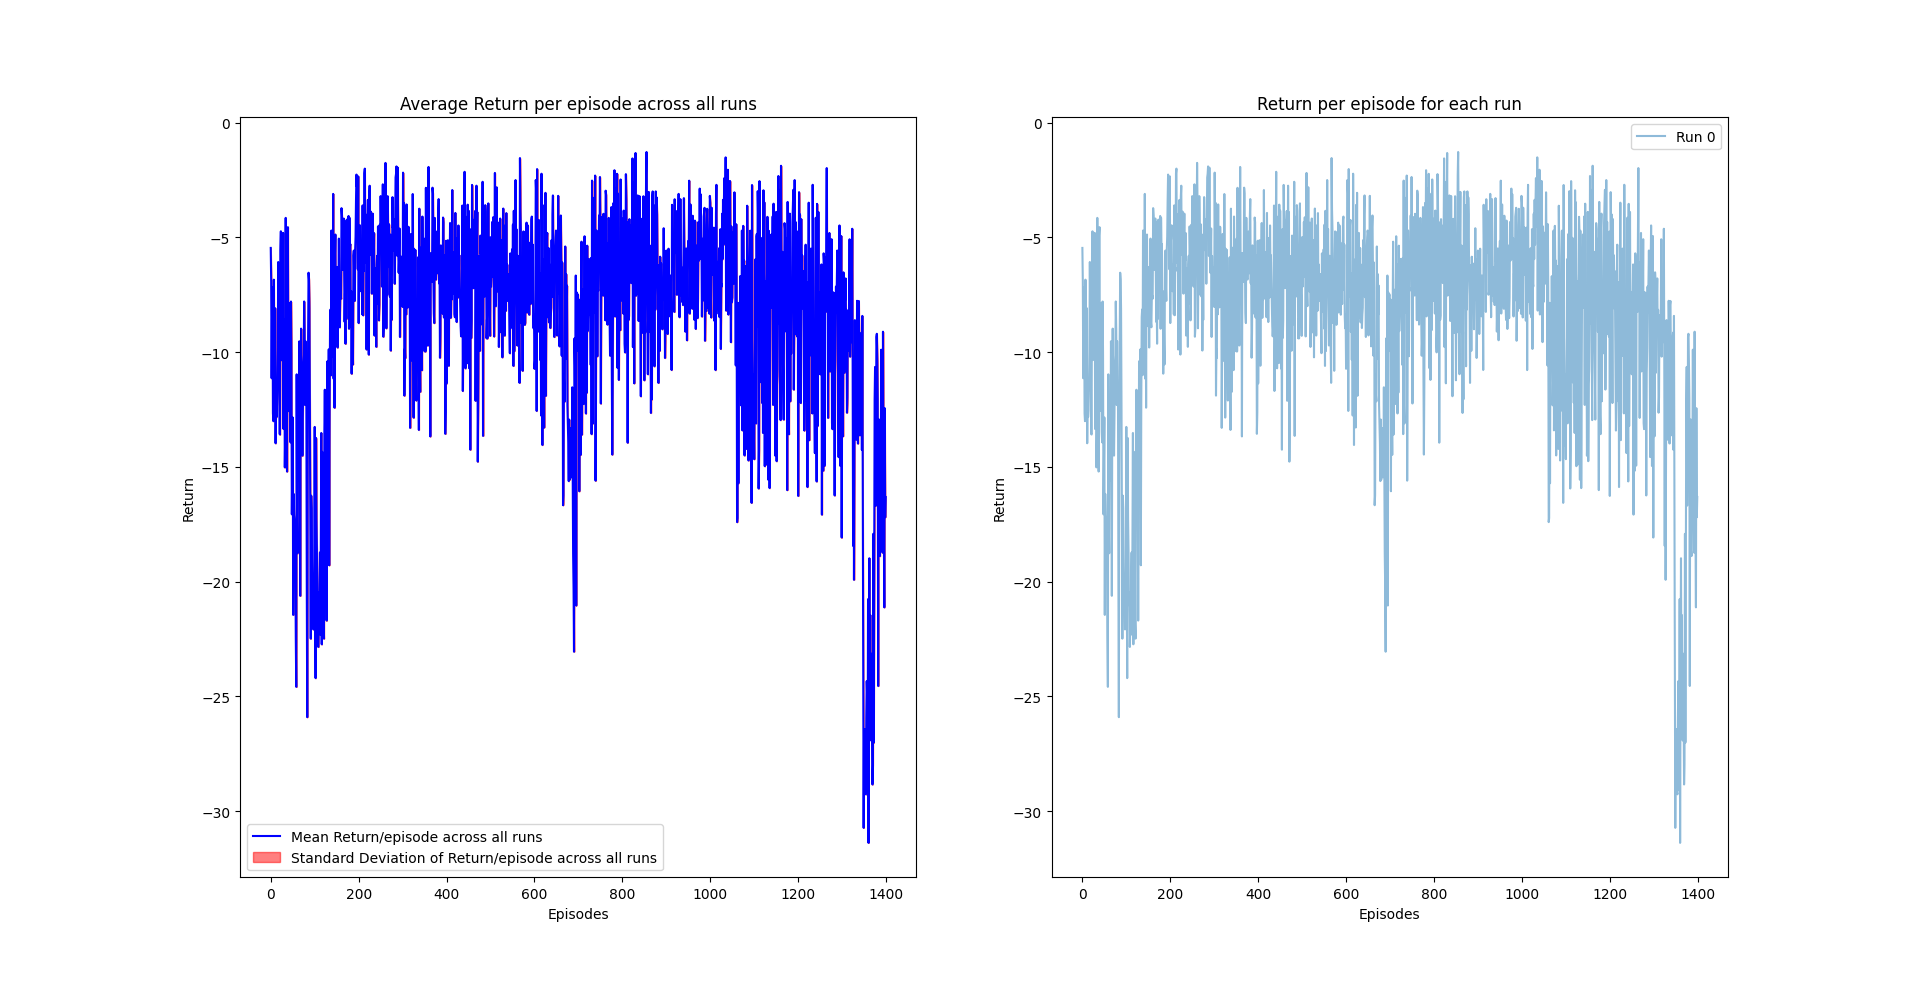 Average Return per episode across all runs
0
−5
−10
−15
−20
−25
−30
Return
Mean Return/episode across all runs
Standard Deviation of Return/episode across all runs
0 200 400 600 800 1000 1200 1400
Episodes
Return per episode for each run
Run 0
0
−5
−10
−15
−20
−25
−30
Return
0 200 400 600 800 1000 1200 1400
Episodes